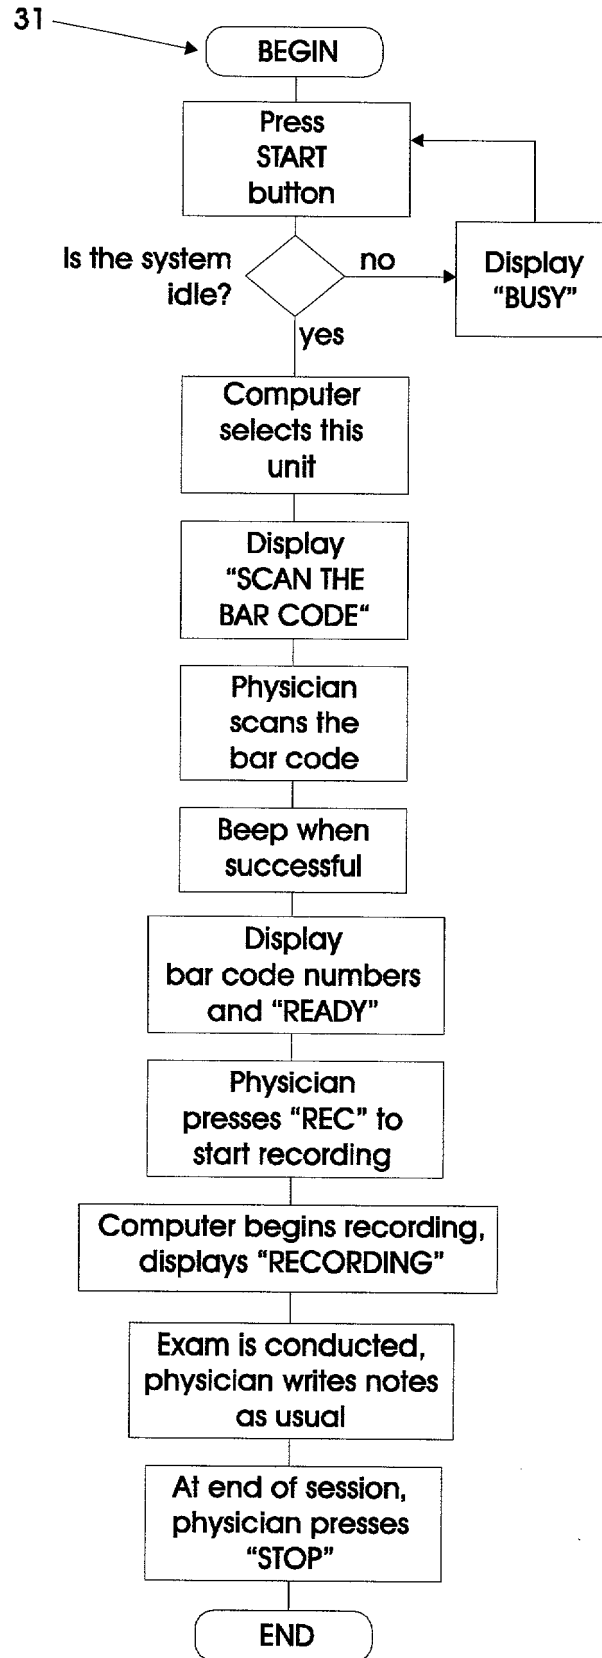 31
BEGIN
Press
START
button
Is the system
idle?
no
Display
“BUSY”
yes
Computer
selects this
unit
Display
“SCAN THE
BAR CODE“
Physician
scans the
bar code
Beep when
successful
Display
bar code numbers
and “READY”
Physician
presses “REC” to
start recording
Computer begins recording,
displays “RECORDING”
Exam is conducted,
physician writes notes
as usual
At end of session,
physician presses
“STOP”
END